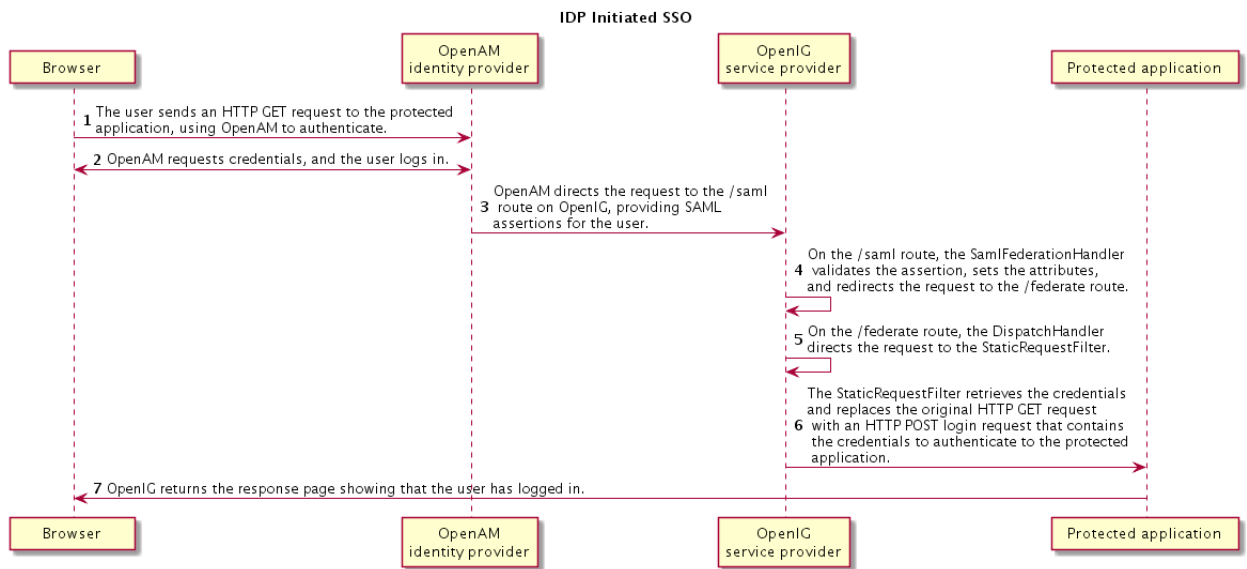 IDP Initiated SSO
Browser
OpenAM
identity provider
OpenIG
service provider
Protected application
1
The user sends an HTTP GET request to the protected
application, using OpenAM to authenticate.
2 OpenAM requests credentials, and the user logs in.
3
OpenAM directs the request to the /saml
route on OpenIG, providing SAML
assertions for the user.
4
On the /saml route, the SamlFederationHandler
validates the assertion, sets the attributes,
and redirects the request to the /federate route.
5
On the /federate route, the DispatchHandler
directs the request to the StaticRequestFilter.
6
The StaticRequestFilter retrieves the credentials
and replaces the original HTTP GET request
with an HTTP POST login request that contains
the credentials to authenticate to the protected
application.
7 OpenIG returns the response page showing that the user has logged in.
Browser
OpenAM
identity provider
OpenIG
service provider
Protected application